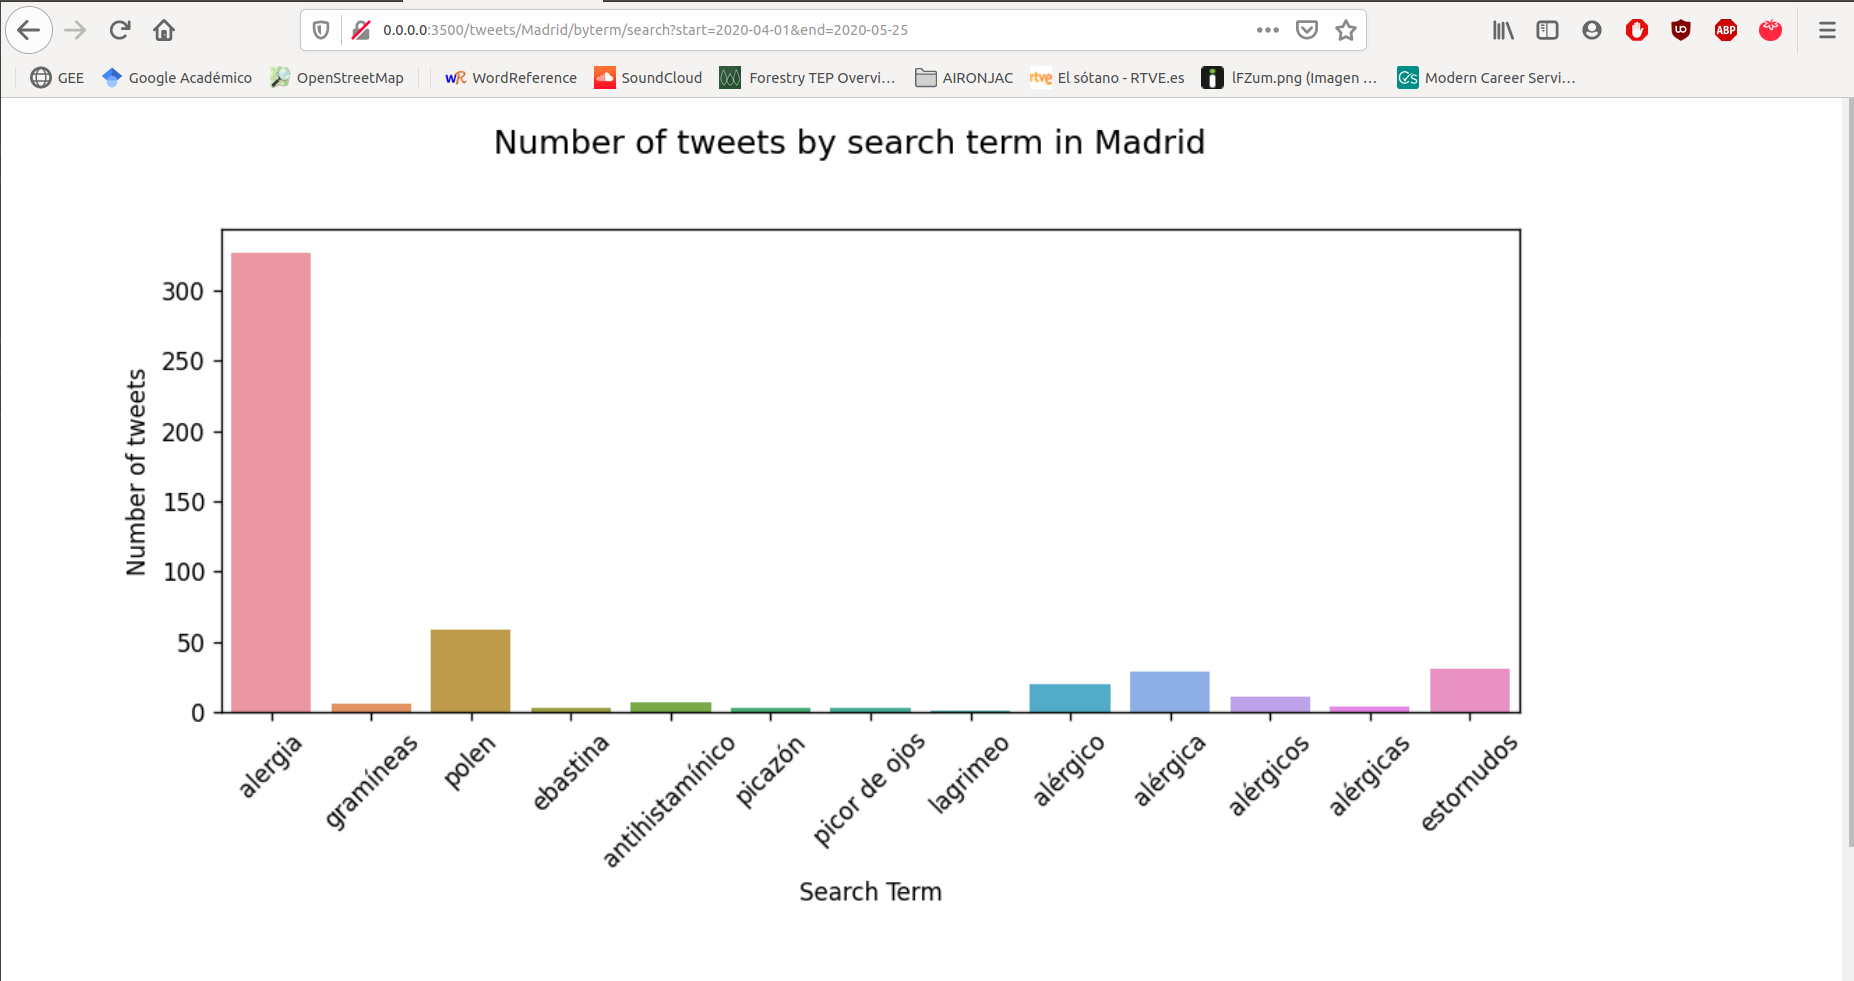 0.0.0.0:3500/tweets/Madrid/byterm/search?start=2020-04-01&end=2020-05-25
ABP
GEE
Google Académico
OpenStreetMap
WordReference
SoundCloud
Forestry TEP Overvi…
AIRONJAC
rtve El sótano - RTVE.es
lFZum.png (Imagen …
Modern Career Servi…
Number of tweets by search term in Madrid
Number of tweets
300
250
200
150
100
50
0
alergia
gramíneas
polen
ebastina
antihistamínico
picazón
picor de ojos
lagrimeo
alérgico
alérgica
alérgicos
alérgicas
estornudos
Search Term